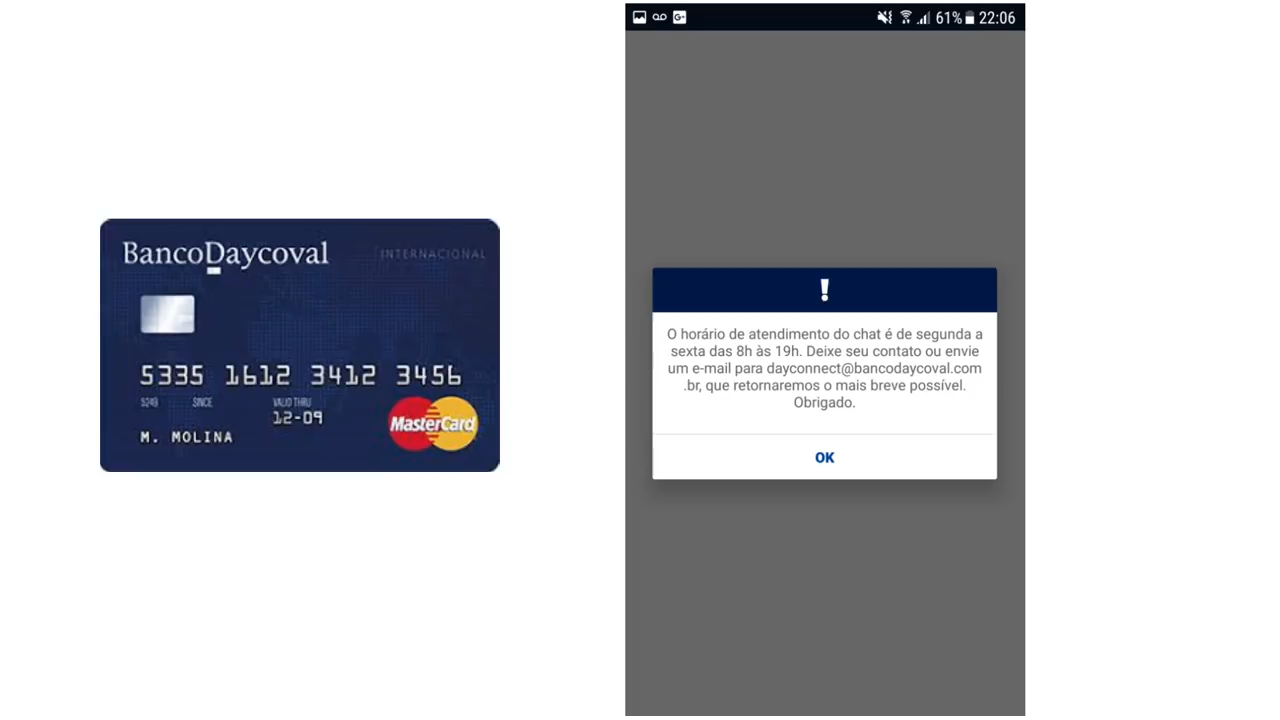 BancoDaycoval
INTERNACIONAL
5335 1612 3412 3456
5249 SINCE VALID THRU
12-09
M. MOLINA
MasterCard
G+ 61% 22:06
!
O horário de atendimento do chat é de segunda a
sexta das 8h às 19h. Deixe seu contato ou envie
um e-mail para dayconnect@bancodaycoval.com
.br, que retornaremos o mais breve possível.
Obrigado.
OK